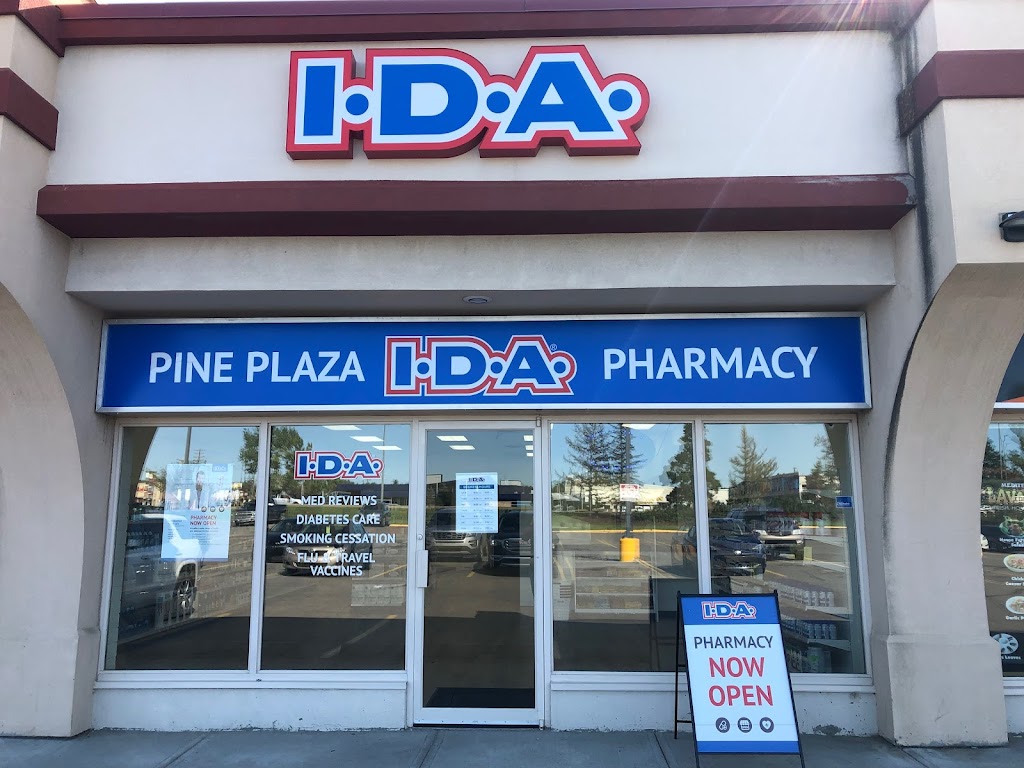 I·D·A·
PINE PLAZA I·D·A·® PHARMACY
I·D·A·
MED REVIEWS
DIABETES CARE
SMOKING CESSATION
FLU & TRAVEL
VACCINES
PHARMACY
NOW OPEN
I·D·A·
PHARMACY
NOW
OPEN